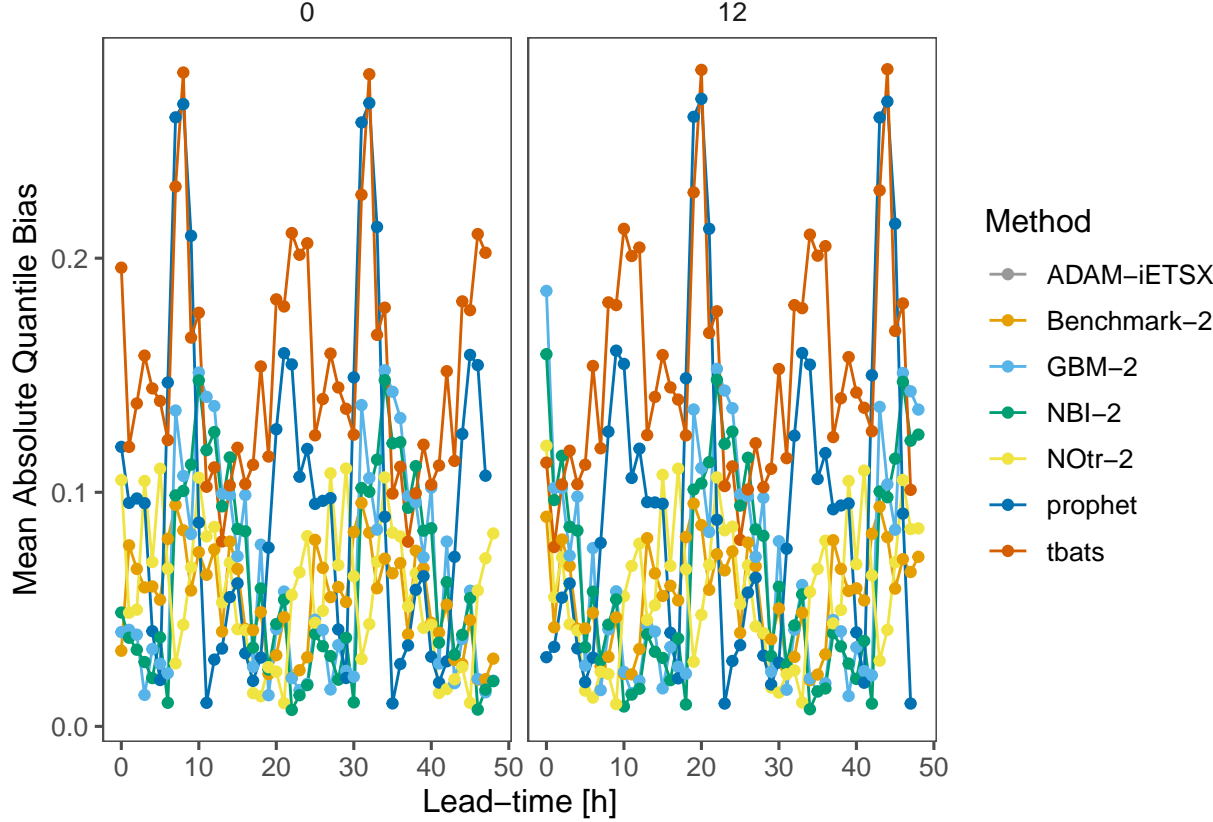 0
12
Mean Absolute Quantile Bias
0.2
0.1
0.0
0 10 20 30 40 50
0 10 20 30 40 50
Lead−time [h]
Method
ADAM−iETSX
Benchmark−2
GBM−2
NBI−2
NOtr−2
prophet
tbats